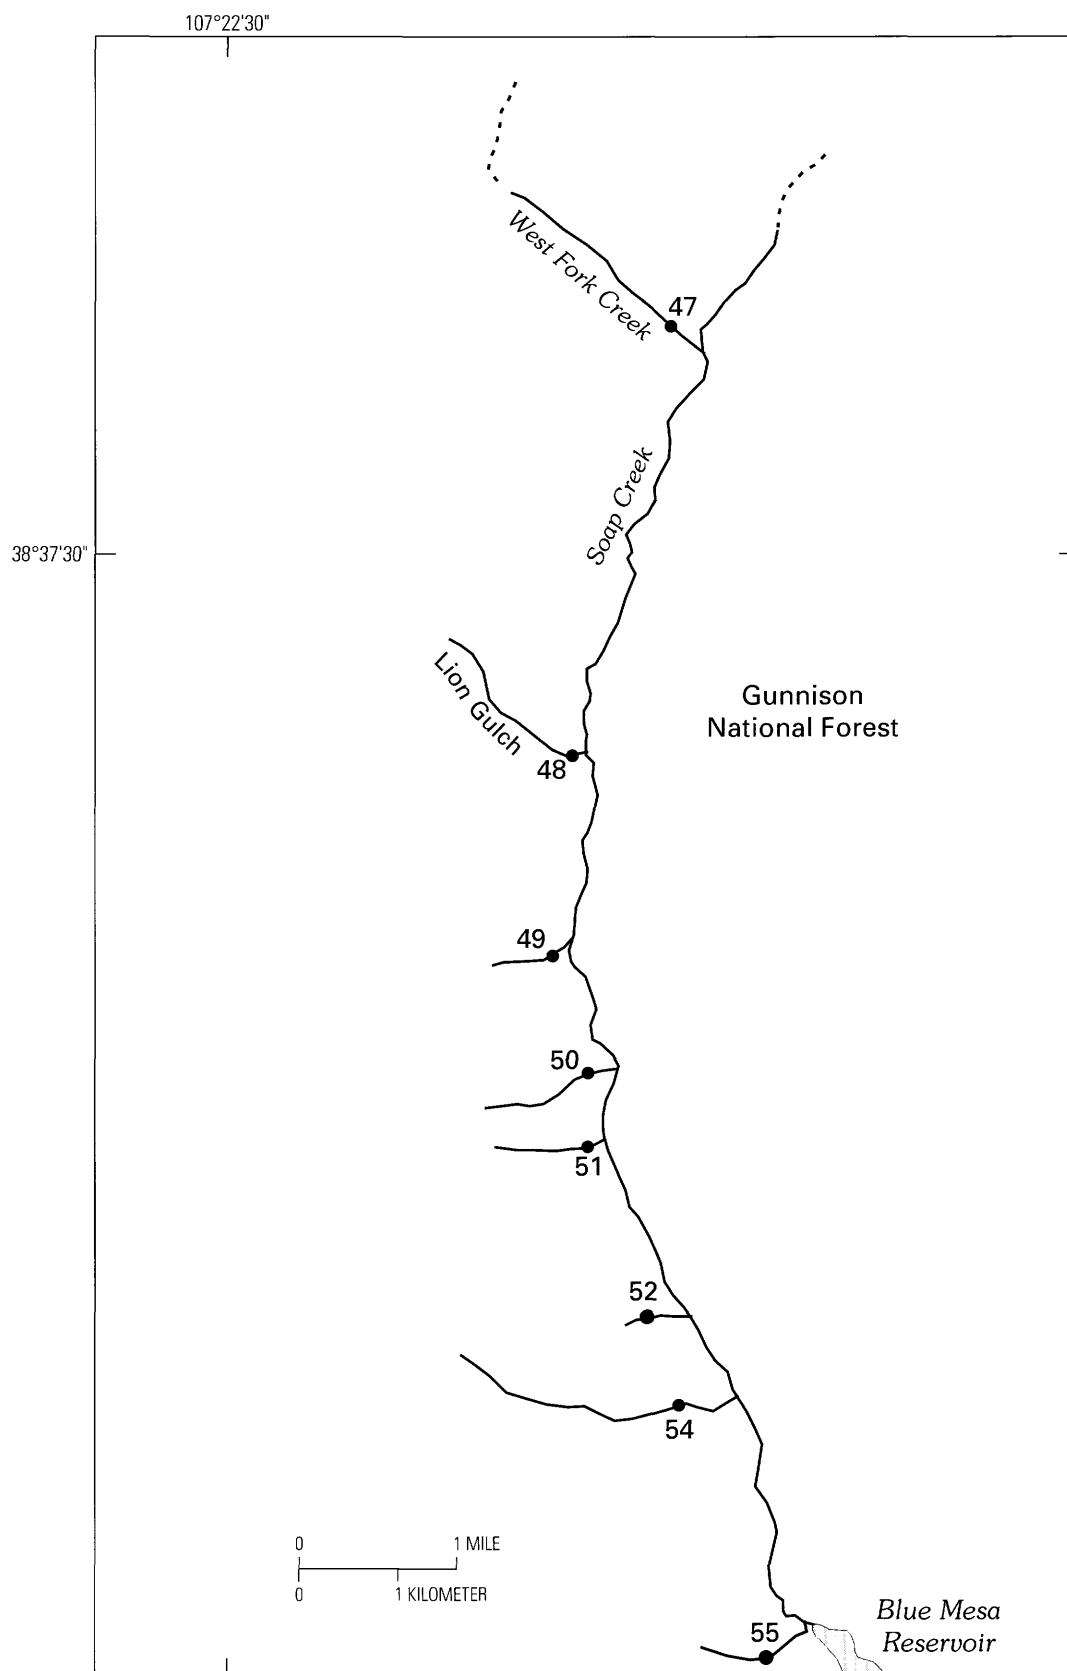 107°22'30"
West Fork Creek
47
Soap Creek
38°37'30"
Lion Gulch
Gunnison
National Forest
48
49
50
51
52
54
0 1 MILE
0 1 KILOMETER
Blue Mesa
Reservoir
55